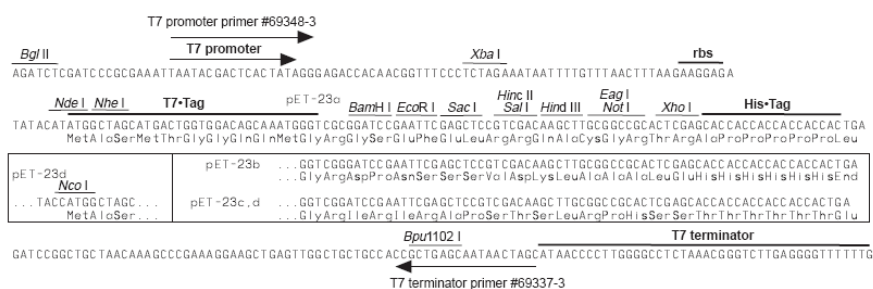 T7 promoter primer #69348-3
Bgl II T7 promoter Xba I rbs
AGATCTCGATCCCGCGAAATTAATACGACTCACTATAGGGAGACCACAACGGTTTCCCTCTAGAAATAATTTTGTTTAACTTTAAGAAGGAGA
Nde I Nhe I T7•Tag pET-23a BamH I EcoR I Sac I Hinc II Sal I Hind III Eag I Not I Xho I His•Tag
TATACATATGGCTAGCATGACTGGTGGACAGCAAATGGGTCGCGGATCCGAATTCGAGCTCCGTCGACAAGCTTGCGGCCGCACTCGAGCACCACCACCACCACCACTGA
MetAlaSerMetThrGlyGlyGlnGlnMetGlyArgGlySerGluPheGluLeuArgArgGlnAlaCysGlyArgThrArgAlaProProProProProProLeu
pET-23d
Nco I
...TACCATGGCTAGC...
MetAlaSer...
pET-23b ...GGTCGGGATCCGAATTCGAGCTCCGTCGACAAGCTTGCGGCCGCACTCGAGCACCACCACCACCACCACTGA
GlyArgAspProAsnSerSerSerValAspLysLeuAlaAlaAlaLeuGluHisHisHisHisHisHisEnd
pET-23c,d ...GGTCGGATCCGAATTCGAGCTCCGTCGACAAGCTTGCGGCCGCACTCGAGCACCACCACCACCACCACTGA
GlyArgIleArgIleArgAlaProSerThrSerLeuArgProHisSerSerThrThrThrThrThrThrGlu
Bpu1102 I T7 terminator
GATCCGGCTGCTAACAAAGCCCGAAAGGAAGCTGAGTTGGCTGCTGCCACCGCTGAGCAATAACTAGCATAACCCCTTGGGGCCTCTAAACGGGTCTTGAGGGGTTTTTTG
T7 terminator primer #69337-3